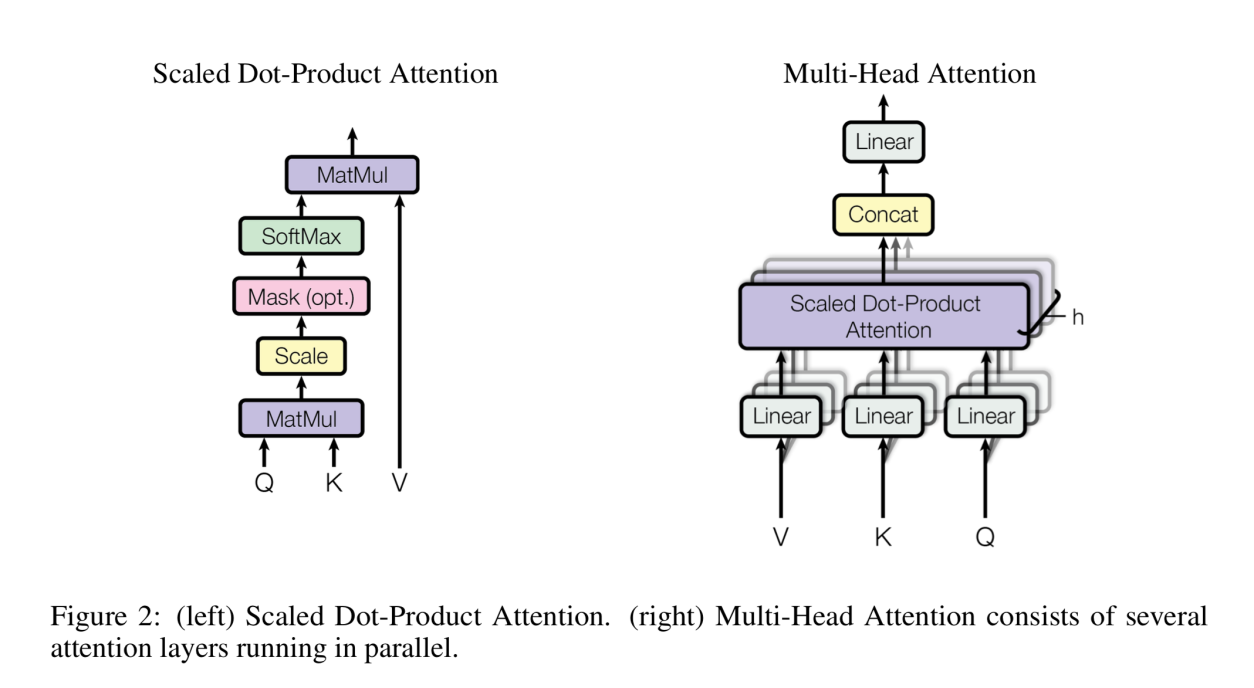 Scaled Dot-Product Attention
MatMul
SoftMax
Mask (opt.)
Scale
MatMul
Q K V
Multi-Head Attention
Linear
Concat
Scaled Dot-Product
Attention
h
Linear Linear Linear
V K Q
Figure 2: (left) Scaled Dot-Product Attention. (right) Multi-Head Attention consists of several
attention layers running in parallel.